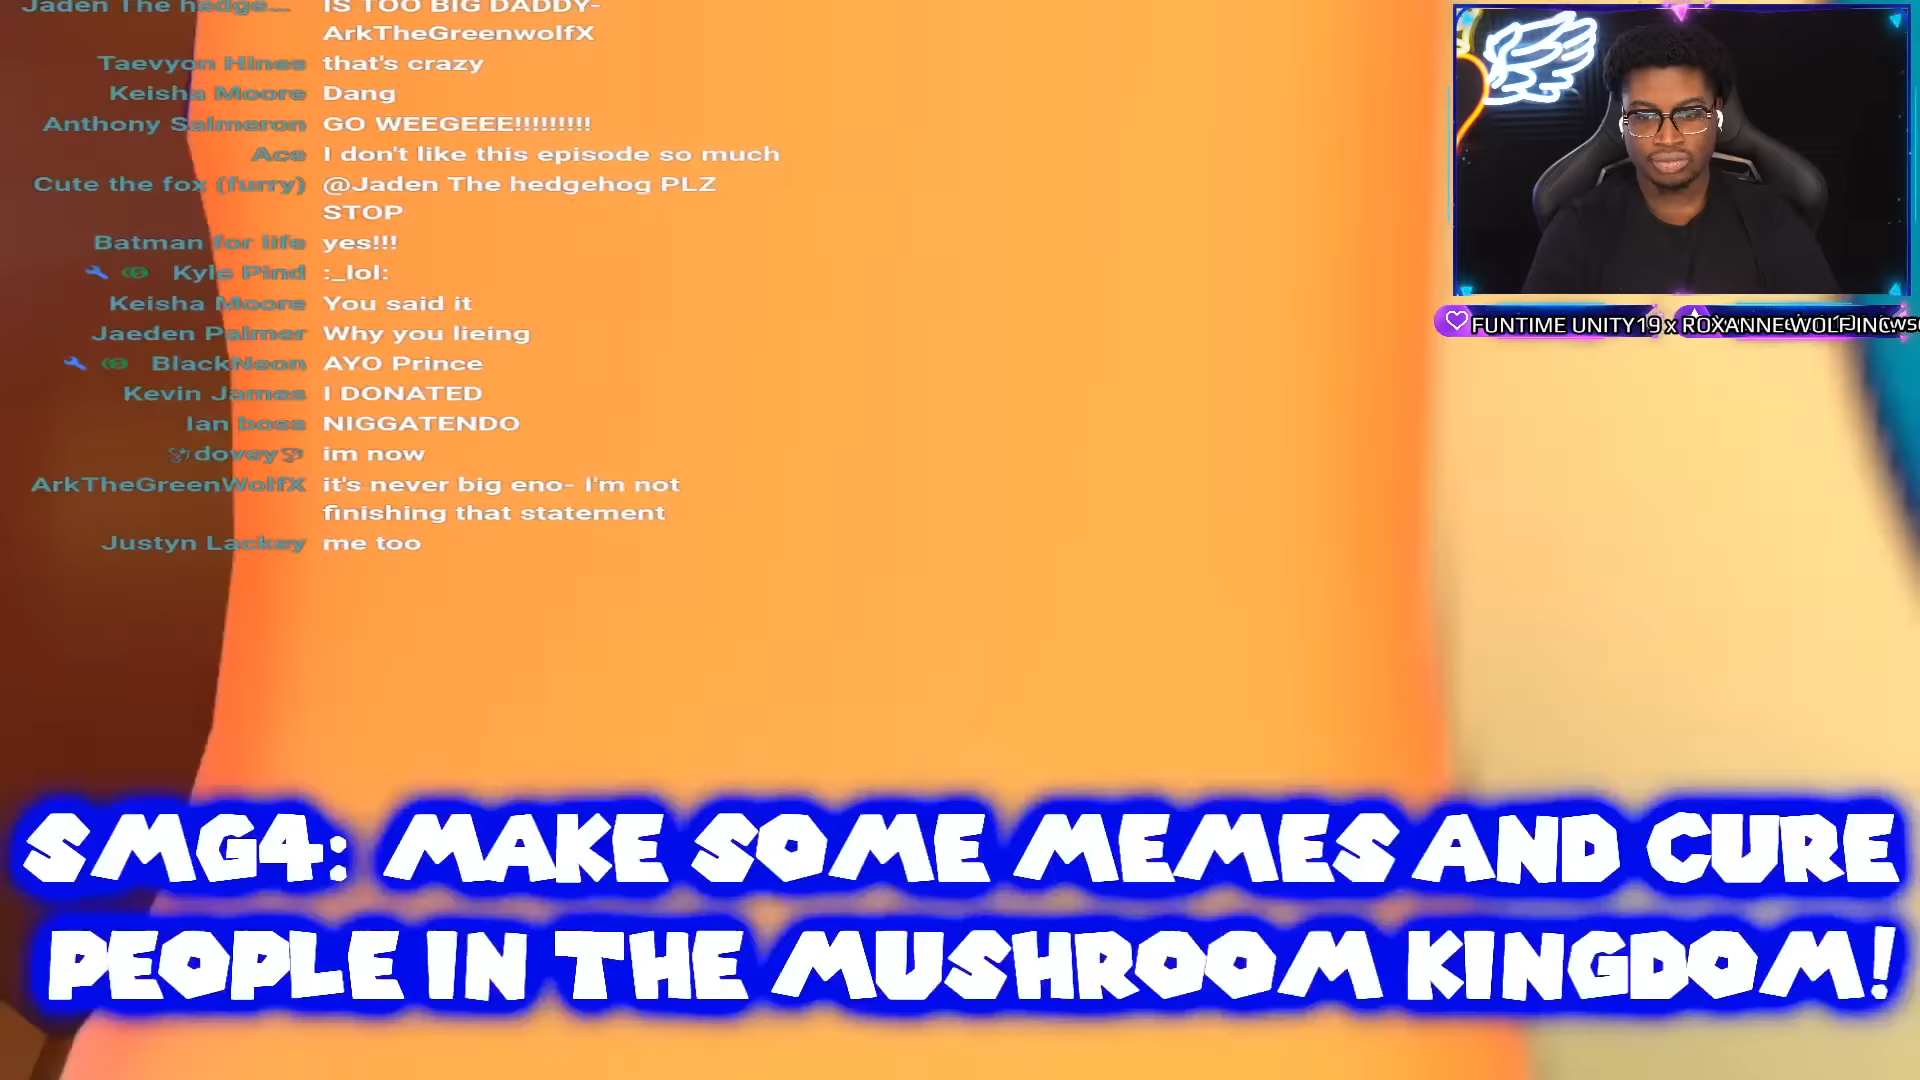 Jaden The hedge... IS TOO BIG DADDY-
ArkTheGreenwolfX
Taevyon Hines that's crazy
Keisha Moore Dang
Anthony Salmeron GO WEEGEEE!!!!!!!!!
Ace I don't like this episode so much
Cute the fox (furry) @Jaden The hedgehog PLZ
STOP
Batman for life yes!!!
Kyle Pind :_lol:
Keisha Moore You said it
Jaeden Palmer Why you lieing
BlackNeon AYO Prince
Kevin James I DONATED
Ian boss NIGGATENDO
dovey im now
ArkTheGreenWolfX it's never big eno- I'm not
finishing that statement
Justyn Lackey me too
FUNTIME UNITY19 x ROXANNE WOLF INC
SMG4: MAKE SOME MEMES AND CURE
PEOPLE IN THE MUSHROOM KINGDOM!